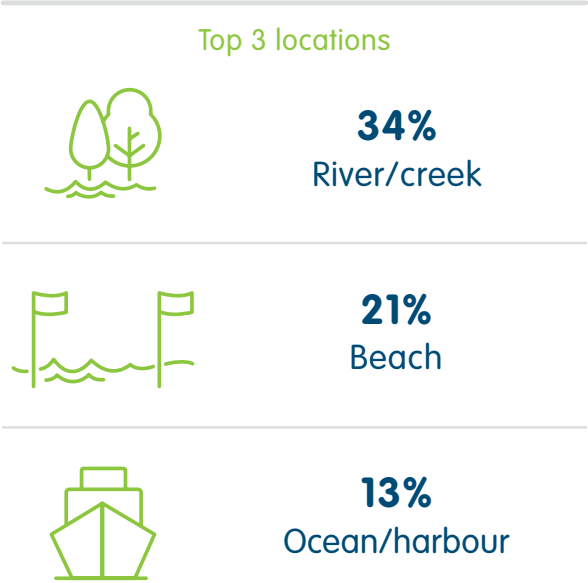 Top 3 locations
34%
River/creek
21%
Beach
13%
Ocean/harbour